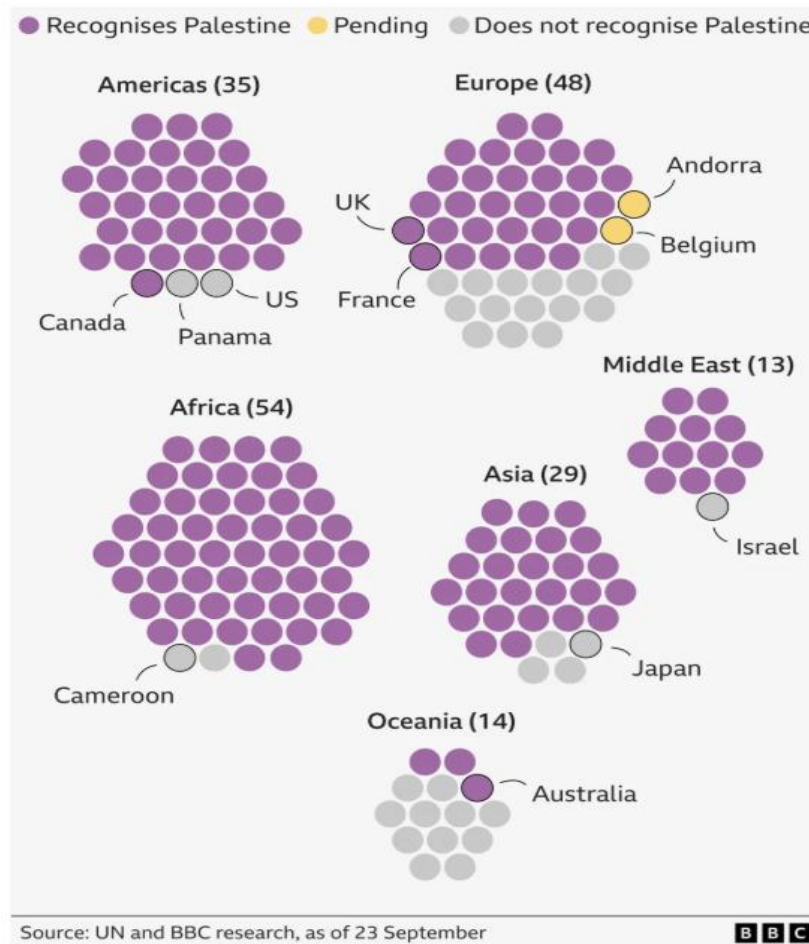 Recognises Palestine Pending Does not recognise Palestine
Americas (35)
Canada
Panama
US
Europe (48)
UK
France
Andorra
Belgium
Middle East (13)
Israel
Africa (54)
Cameroon
Asia (29)
Japan
Oceania (14)
Australia
Source: UN and BBC research, as of 23 September
BBC